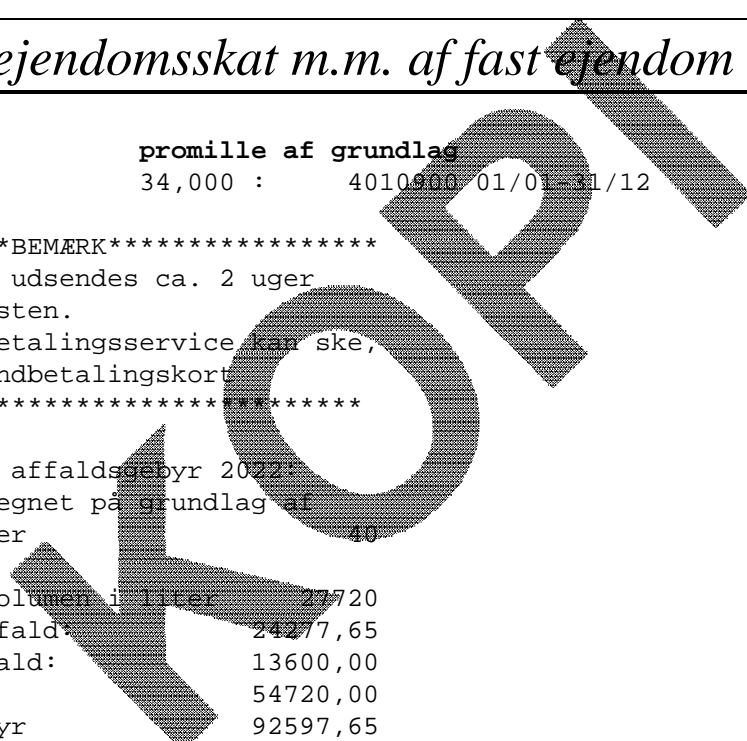 ejendomsskat m.m. af fast ejendom
promille af grundlag
34,000 : 4010900 01/01-31/12
*BEMÆRK*****************
udsendes ca. 2 uger
sten.
etalingsservice kan ske,
ndbetalingskort
***********************
affaldsgebyr 2022:
egnet på grundlag af
er 40
olumen i liter 27720
fald: 24277,65
ald: 13600,00
54720,00
yr 92597,65
KOPI